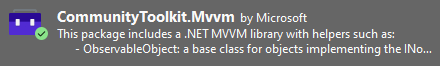 CommunityToolkit.Mvvm by Microsoft
This package includes a .NET MVVM library with helpers such as:
- ObservableObject: a base class for objects implementing the INo...